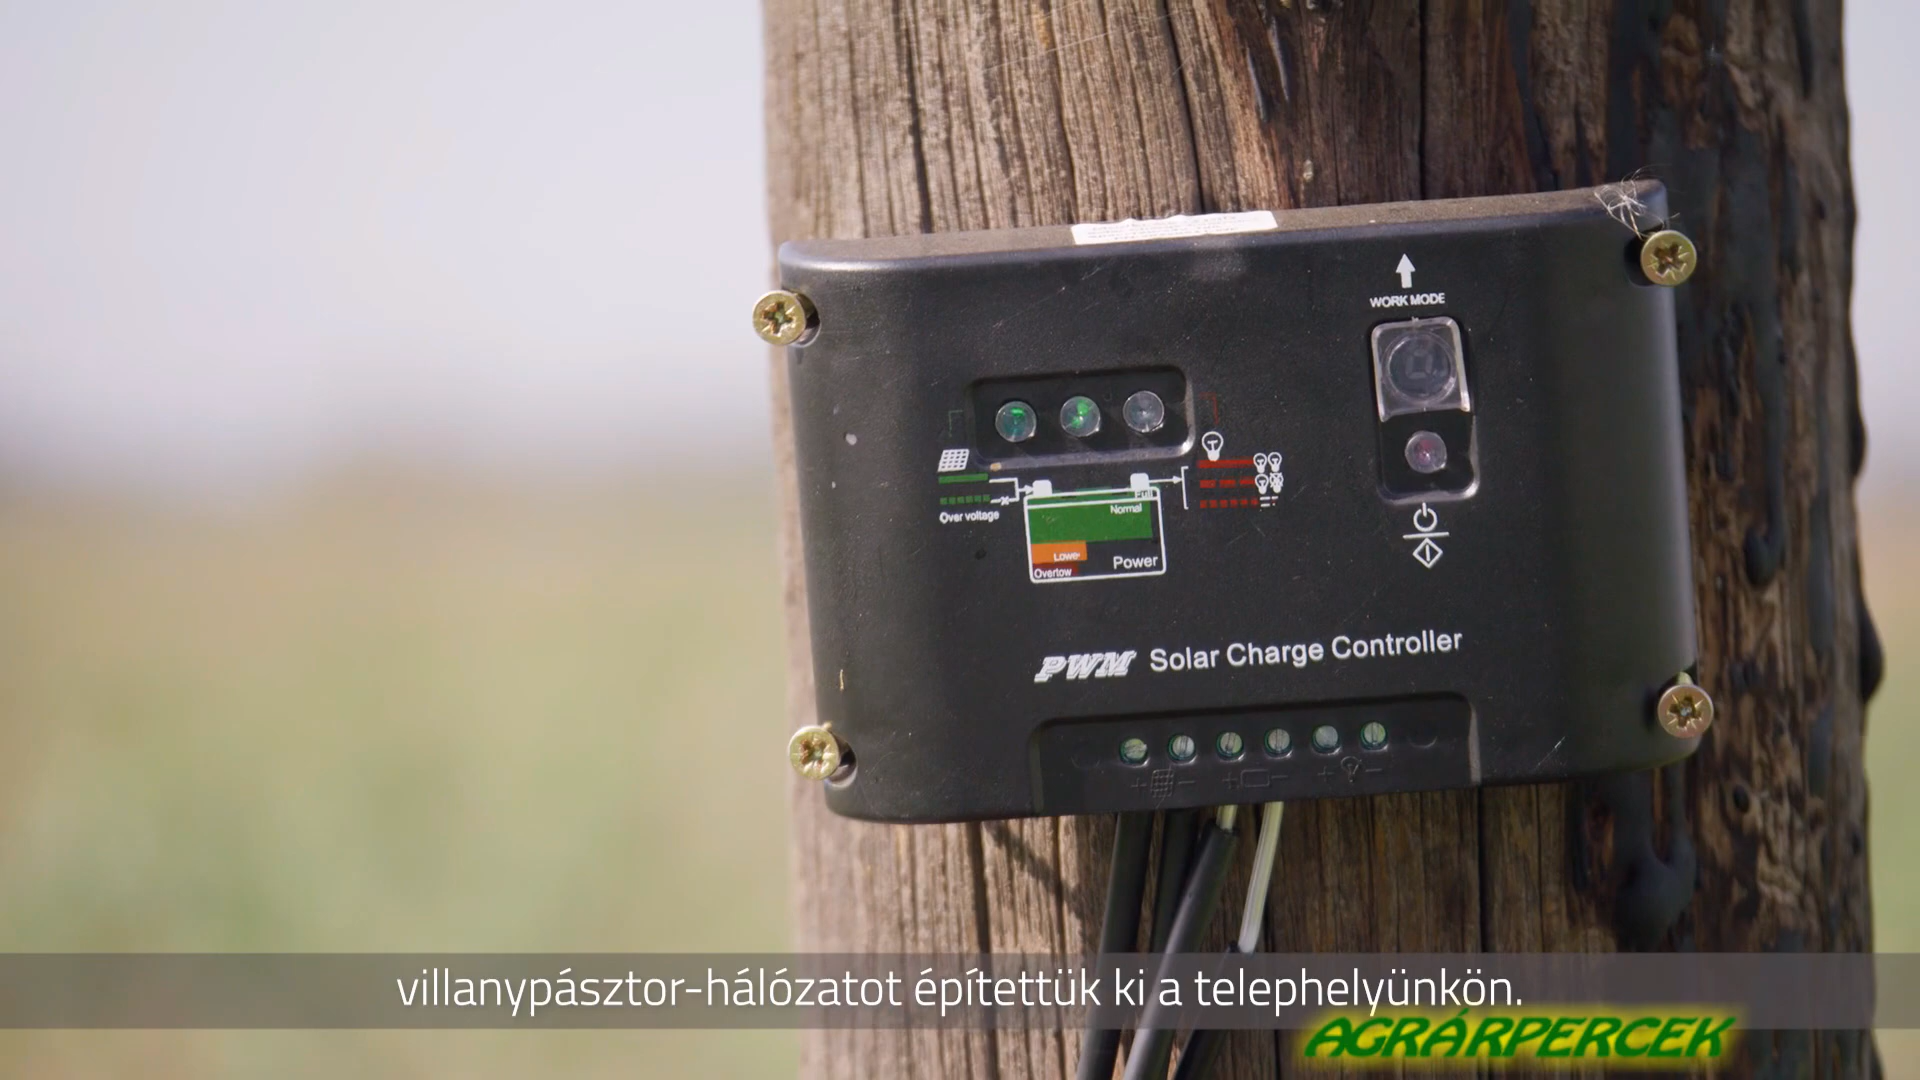 WORK MODE
Over voltage
Full
Normal
Lower
Overlow
Power
PWM Solar Charge Controller
villanypásztor-hálózatot építettük ki a telephelyünkön.
AGRÁRPERCEK